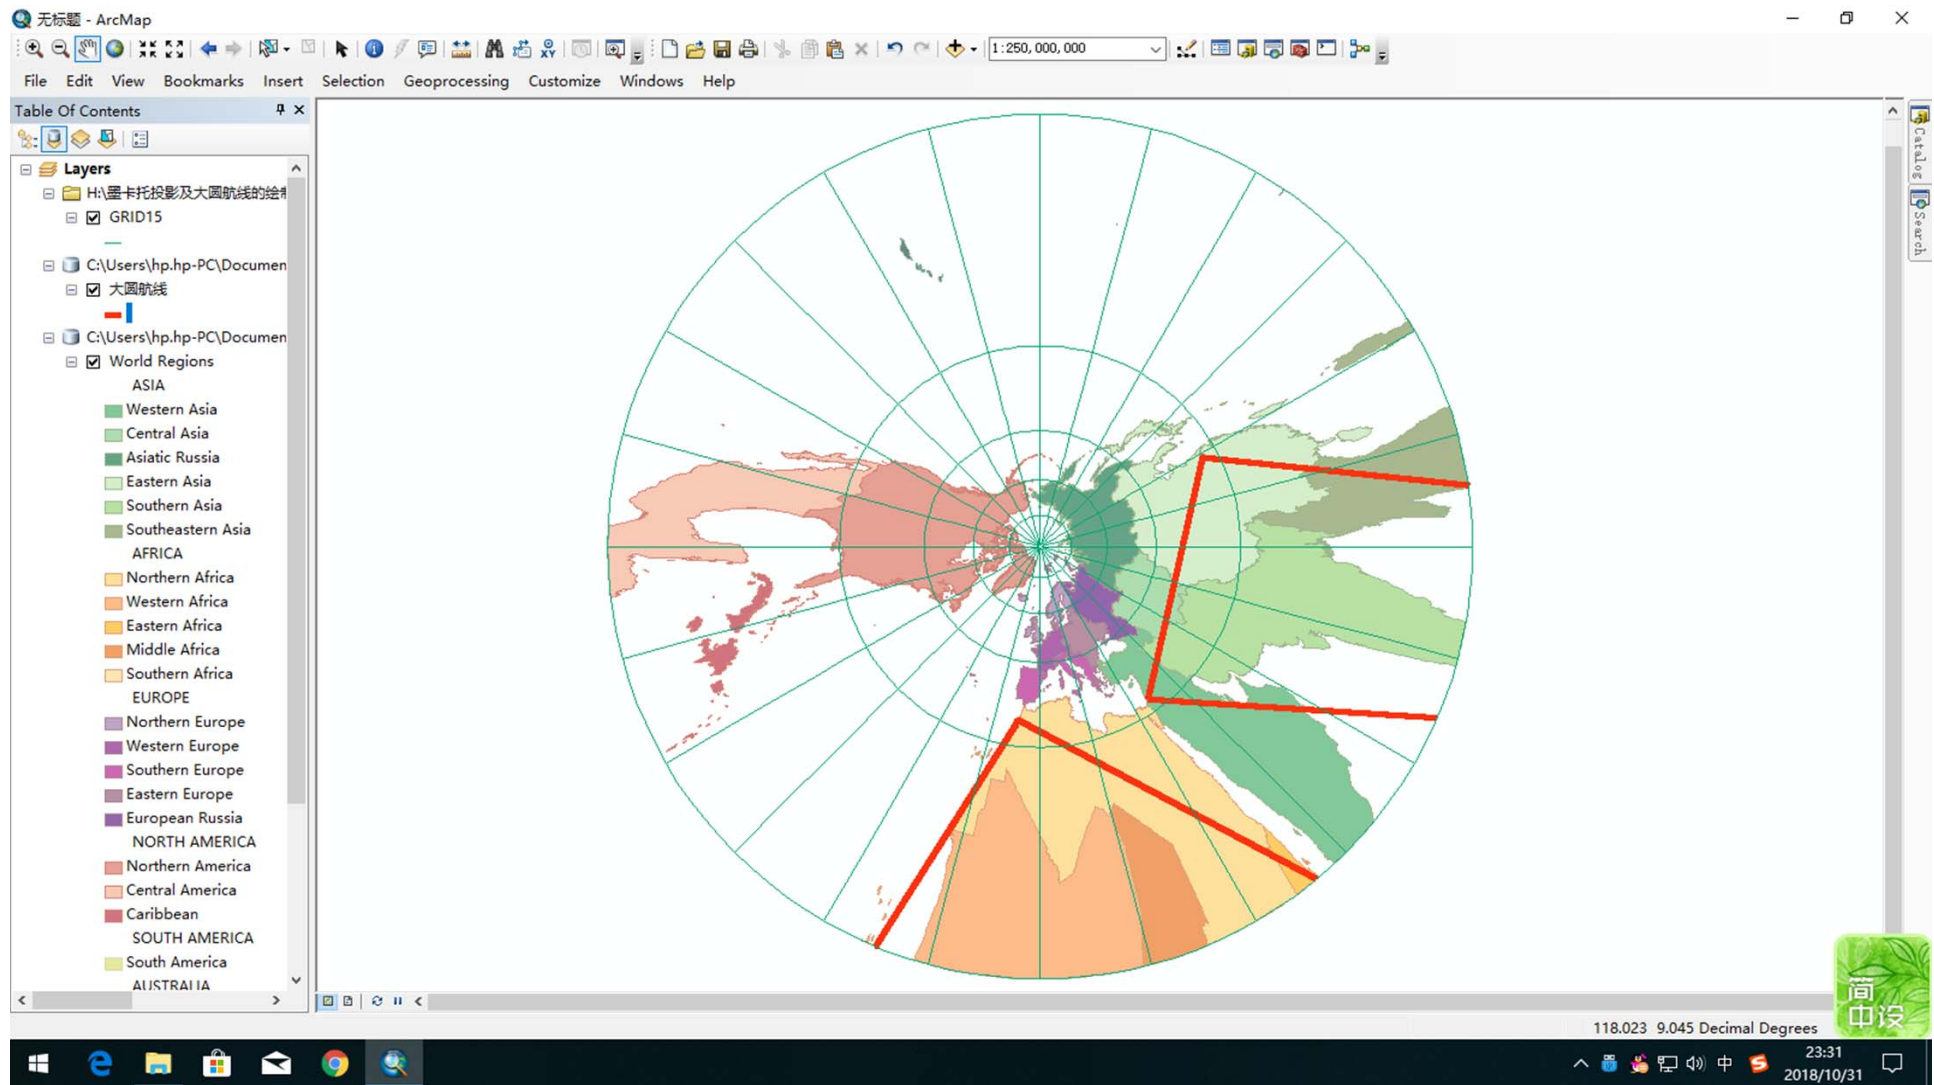 无标题 - ArcMap
1:250,000,000
File Edit View Bookmarks Insert Selection Geoprocessing Customize Windows Help
Table Of Contents
Layers
H:\墨卡托投影及大圆航线的绘制
GRID15
C:\Users\hp.hp-PC\Documen
大圆航线
C:\Users\hp.hp-PC\Documen
World Regions
ASIA
Western Asia
Central Asia
Asiatic Russia
Eastern Asia
Southern Asia
Southeastern Asia
AFRICA
Northern Africa
Western Africa
Eastern Africa
Middle Africa
Southern Africa
EUROPE
Northern Europe
Western Europe
Southern Europe
Eastern Europe
European Russia
NORTH AMERICA
Northern America
Central America
Caribbean
SOUTH AMERICA
South America
AUSTRALIA
Catalog
Search
118.023 9.045 Decimal Degrees
简
中设
中
23:31
2018/10/31